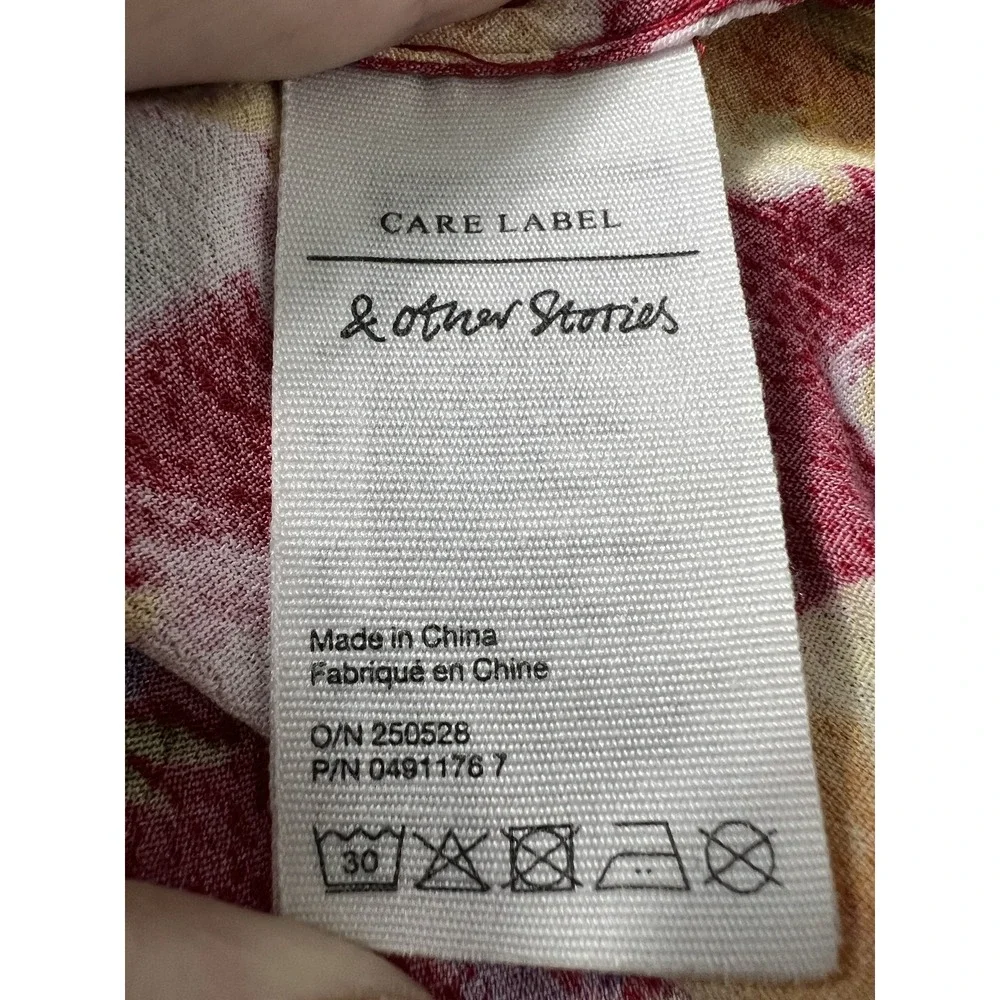 CARE LABEL
& other Stories
Made in China
Fabriqué en Chine
O/N 250528
P/N 0491176 7
30